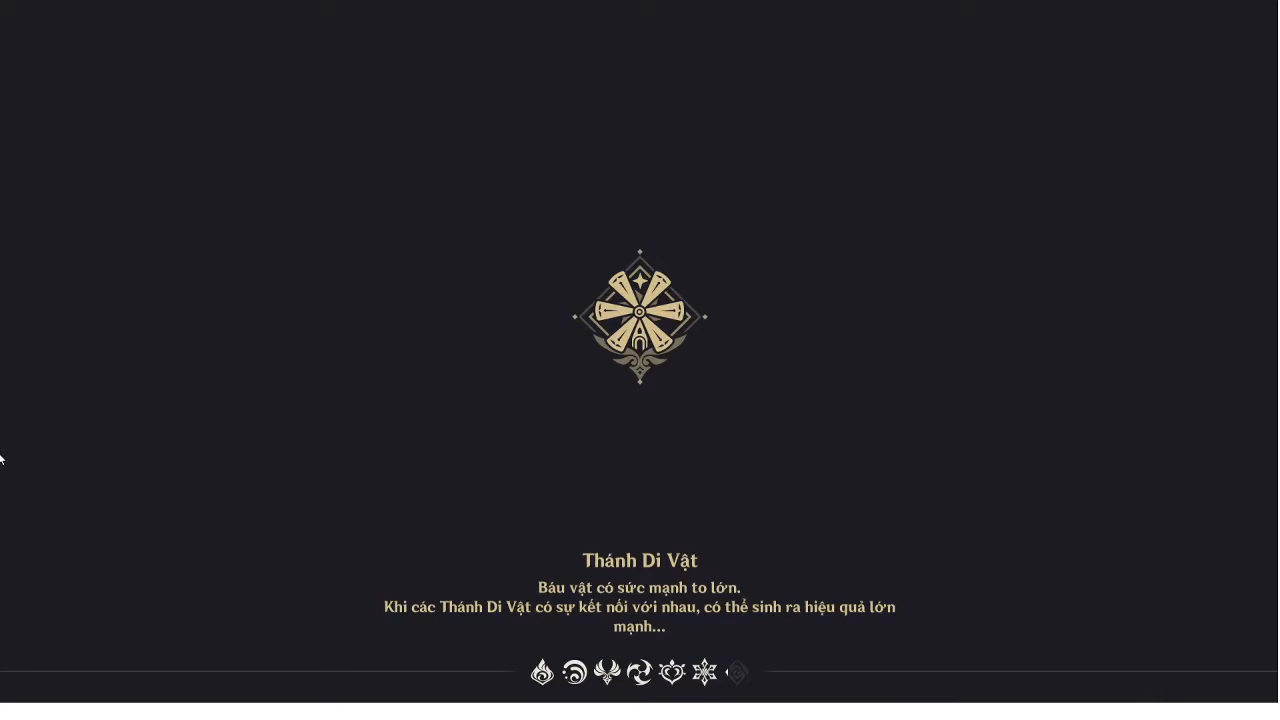 Thánh Di Vật
Báu vật có sức mạnh to lớn.
Khi các Thánh Di Vật có sự kết nối với nhau, có thể sinh ra hiệu quả lớn
mạnh...